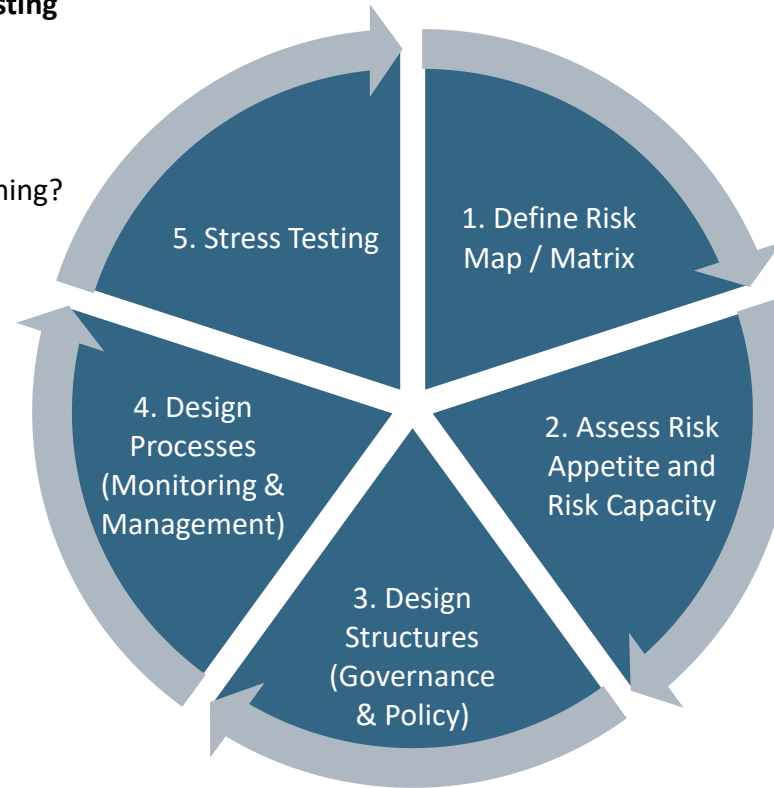 sting
ning?
5. Stress Testing
1. Define Risk
Map / Matrix
2. Assess Risk
Appetite and
Risk Capacity
3. Design
Structures
(Governance
& Policy)
4. Design
Processes
(Monitoring &
Management)